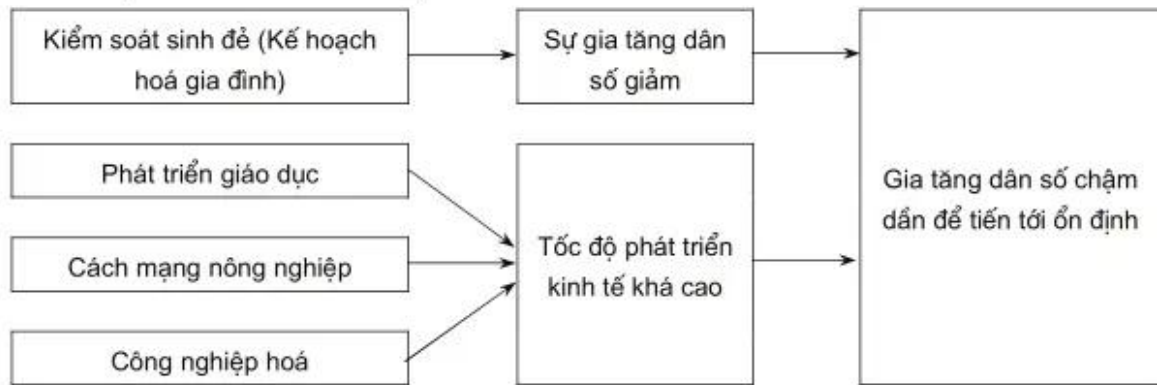 Kiểm soát sinh đẻ (Kế hoạch
hoá gia đình)
Sự gia tăng dân
số giảm
Phát triển giáo dục
Cách mạng nông nghiệp
Công nghiệp hoá
Tốc độ phát triển
kinh tế khá cao
Gia tăng dân số chậm
dần để tiến tới ổn định